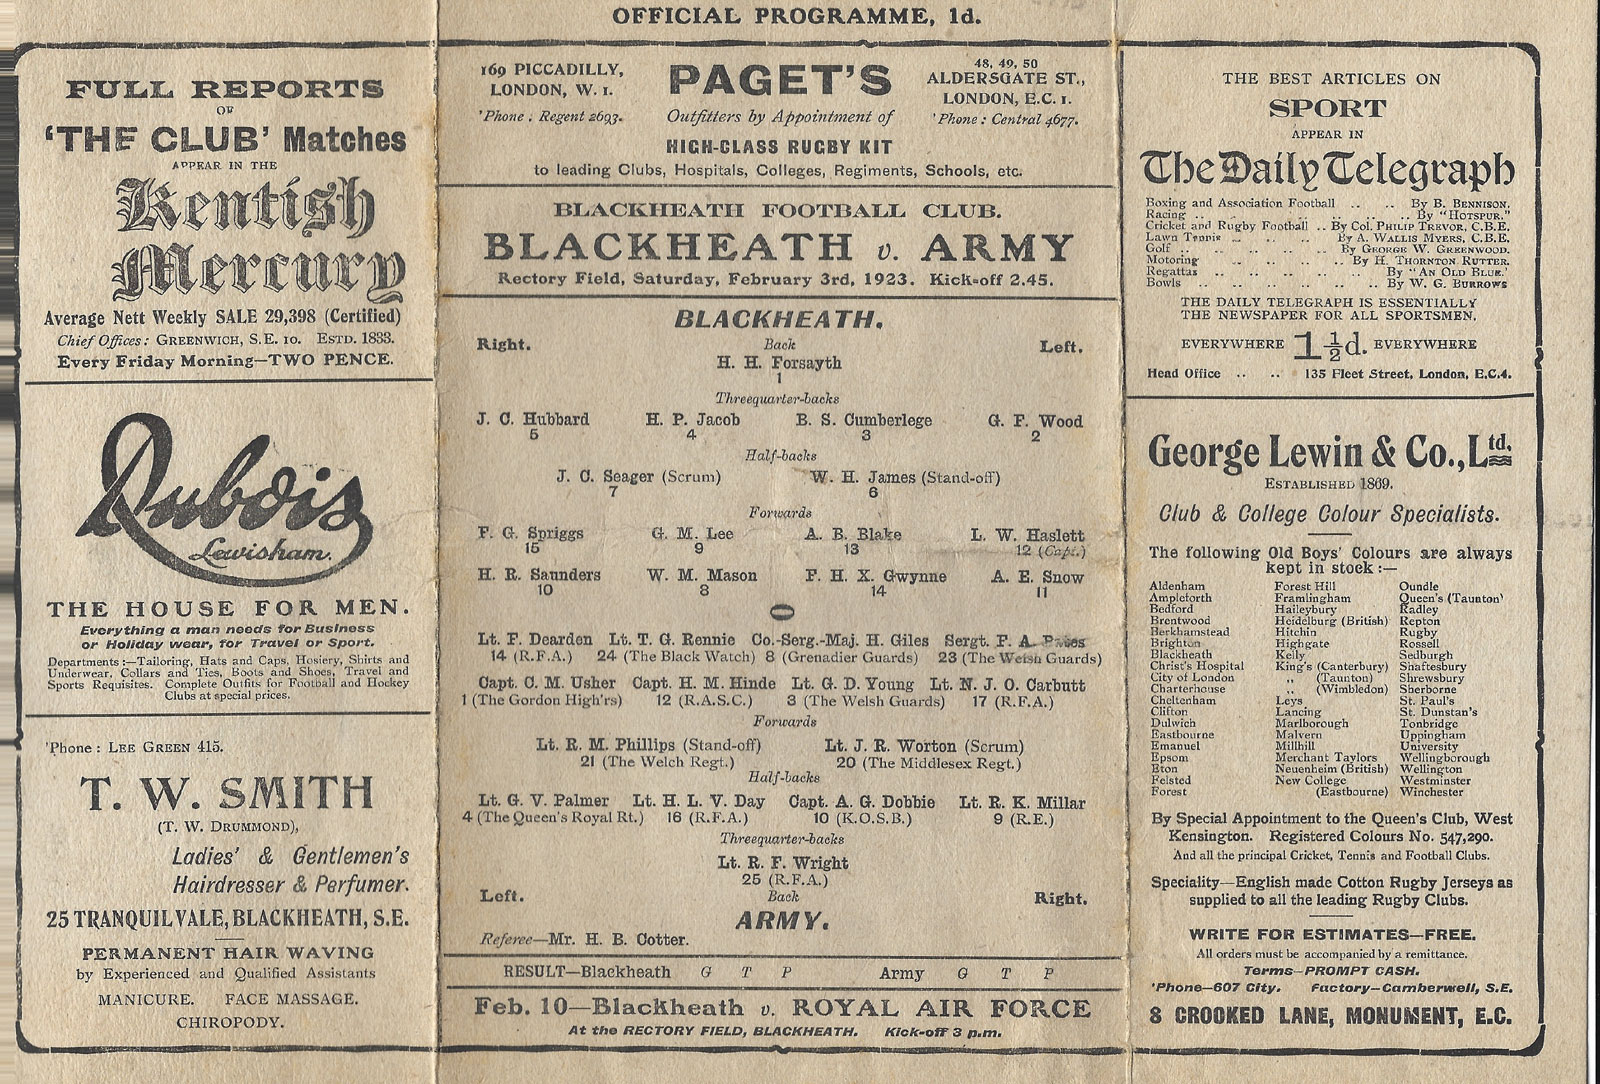 OFFICIAL PROGRAMME, 1d.
FULL REPORTS
OF
'THE CLUB' Matches
APPEAR IN THE
Kentish
Mercury
Average Nett Weekly SALE 29,398 (Certified)
Chief Offices: GREENWICH, S.E. 10. ESTD. 1833.
Every Friday Morning—TWO PENCE.
Dubois
Lewisham.
THE HOUSE FOR MEN.
Everything a man needs for Business
or Holiday wear, for Travel or Sport.
Departments:—Tailoring, Hats and Caps, Hosiery, Shirts and
Underwear, Collars and Ties, Boots and Shoes, Travel and
Sports Requisites. Complete Outfits for Football and Hockey
Clubs at special prices.
'Phone: LEE GREEN 415.
T. W. SMITH
(T. W. DRUMMOND),
Ladies' & Gentlemen's
Hairdresser & Perfumer.
25 TRANQUIL VALE, BLACKHEATH, S.E.
PERMANENT HAIR WAVING
by Experienced and Qualified Assistants
MANICURE. FACE MASSAGE.
CHIROPODY.
169 PICCADILLY,
LONDON, W. 1.
'Phone: Regent 2693.
PAGET'S
Outfitters by Appointment of
48, 49, 50
ALDERSGATE ST.,
LONDON, E.C. 1.
'Phone: Central 4677.
HIGH-CLASS RUGBY KIT
to leading Clubs, Hospitals, Colleges, Regiments, Schools, etc.
BLACKHEATH FOOTBALL CLUB.
BLACKHEATH v. ARMY
Rectory Field, Saturday, February 3rd, 1923. Kick-off 2.45.
BLACKHEATH.
Right. Back Left.
H. H. Forsayth
1
Threequarter-backs
J. C. Hubbard H. P. Jacob B. S. Cumberlege G. F. Wood
5 4 3 2
Half-backs
J. C. Seager (Scrum) W. H. James (Stand-off)
7 6
Forwards
F. G. Spriggs G. M. Lee A. B. Blake L. W. Haslett
15 9 13 12 (Capt.)
H. R. Saunders W. M. Mason F. H. X. Gwynne A. E. Snow
10 8 14 11
0
Lt. F. Dearden Lt. T. G. Rennie Co.-Serg.-Maj. H. Giles Sergt. F. A.
14 (R.F.A.) 24 (The Black Watch) 8 (Grenadier Guards) 23 (The Welsh Guards)
Capt. C. M. Usher Capt. H. M. Hinde Lt. G. D. Young Lt. N. J. O. Carbutt
1 (The Gordon High'rs) 12 (R.A.S.C.) 3 (The Welsh Guards) 17 (R.F.A.)
Forwards
Lt. R. M. Phillips (Stand-off) Lt. J. R. Worton (Scrum)
21 (The Welch Regt.) 20 (The Middlesex Regt.)
Half-backs
Lt. G. V. Palmer Lt. H. L. V. Day Capt. A. G. Dobbie Lt. R. K. Millar
4 (The Queen's Royal Rt.) 16 (R.F.A.) 10 (K.O.S.B.) 9 (R.E.)
Threequarter-backs
Lt. R. F. Wright
25 (R.F.A.)
Left. Back Right.
ARMY.
Referee—Mr. H. B. Cotter.
RESULT—Blackheath G T P Army G T P
Feb. 10—Blackheath v. ROYAL AIR FORCE
At the RECTORY FIELD, BLACKHEATH. Kick-off 3 p.m.
THE BEST ARTICLES ON
SPORT
APPEAR IN
The Daily Telegraph
Boxing and Association Football .. .. By B. BENNISON.
Racing .. .. .. .. .. .. By "HOTSPUR."
Cricket and Rugby Football .. By Col. PHILIP TREVOR, C.B.E.
Lawn Tennis .. .. .. By A. WALLIS MYERS, C.B.E.
Golf .. .. .. .. By GEORGE W. GREENWOOD.
Motoring .. .. .. .. By H. THORNTON RUTTER.
Regattas .. .. .. .. .. By "AN OLD BLUE."
Bowls .. .. .. .. .. By W. G. BURROWS
THE DAILY TELEGRAPH IS ESSENTIALLY
THE NEWSPAPER FOR ALL SPORTSMEN.
EVERYWHERE 1½d. EVERYWHERE
Head Office .. .. 135 Fleet Street, London, E.C.4.
George Lewin & Co., Ltd.
ESTABLISHED 1869.
Club & College Colour Specialists.
The following Old Boys' Colours are always
kept in stock:—
Aldenham Forest Hill Oundle
Ampleforth Framlingham Queen's (Taunton)
Bedford Haileybury Radley
Brentwood Heidelburg (British) Repton
Berkhamstead Hitchin Rugby
Brighton Highgate Rossell
Blackheath Kelly Sedburgh
Christ's Hospital King's (Canterbury) Shaftesbury
City of London ,, (Taunton) Shrewsbury
Charterhouse ,, (Wimbledon) Sherborne
Cheltenham Leys St. Paul's
Clifton Lancing St. Dunstan's
Dulwich Marlborough Tonbridge
Eastbourne Malvern Uppingham
Emanuel Millhill University
Epsom Merchant Taylors Wellingborough
Eton Neuenheim (British) Wellington
Felsted New College Westminster
Forest (Eastbourne) Winchester
By Special Appointment to the Queen's Club, West
Kensington. Registered Colours No. 547,290.
And all the principal Cricket, Tennis and Football Clubs.
Speciality—English made Cotton Rugby Jerseys as
supplied to all the leading Rugby Clubs.
WRITE FOR ESTIMATES—FREE.
All orders must be accompanied by a remittance.
Terms—PROMPT CASH.
'Phone—607 City. Factory—Camberwell, S.E.
8 CROOKED LANE, MONUMENT, E.C.